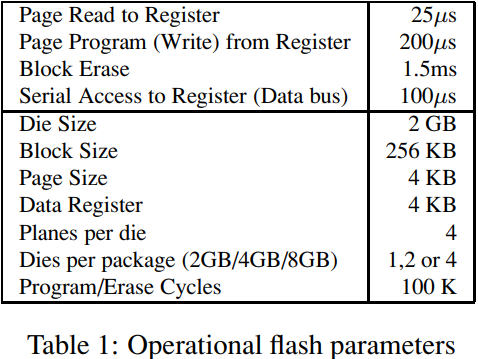 Page Read to Register 25μs
Page Program (Write) from Register 200μs
Block Erase 1.5ms
Serial Access to Register (Data bus) 100μs
Die Size 2 GB
Block Size 256 KB
Page Size 4 KB
Data Register 4 KB
Planes per die 4
Dies per package (2GB/4GB/8GB) 1,2 or 4
Program/Erase Cycles 100 K
Table 1: Operational flash parameters